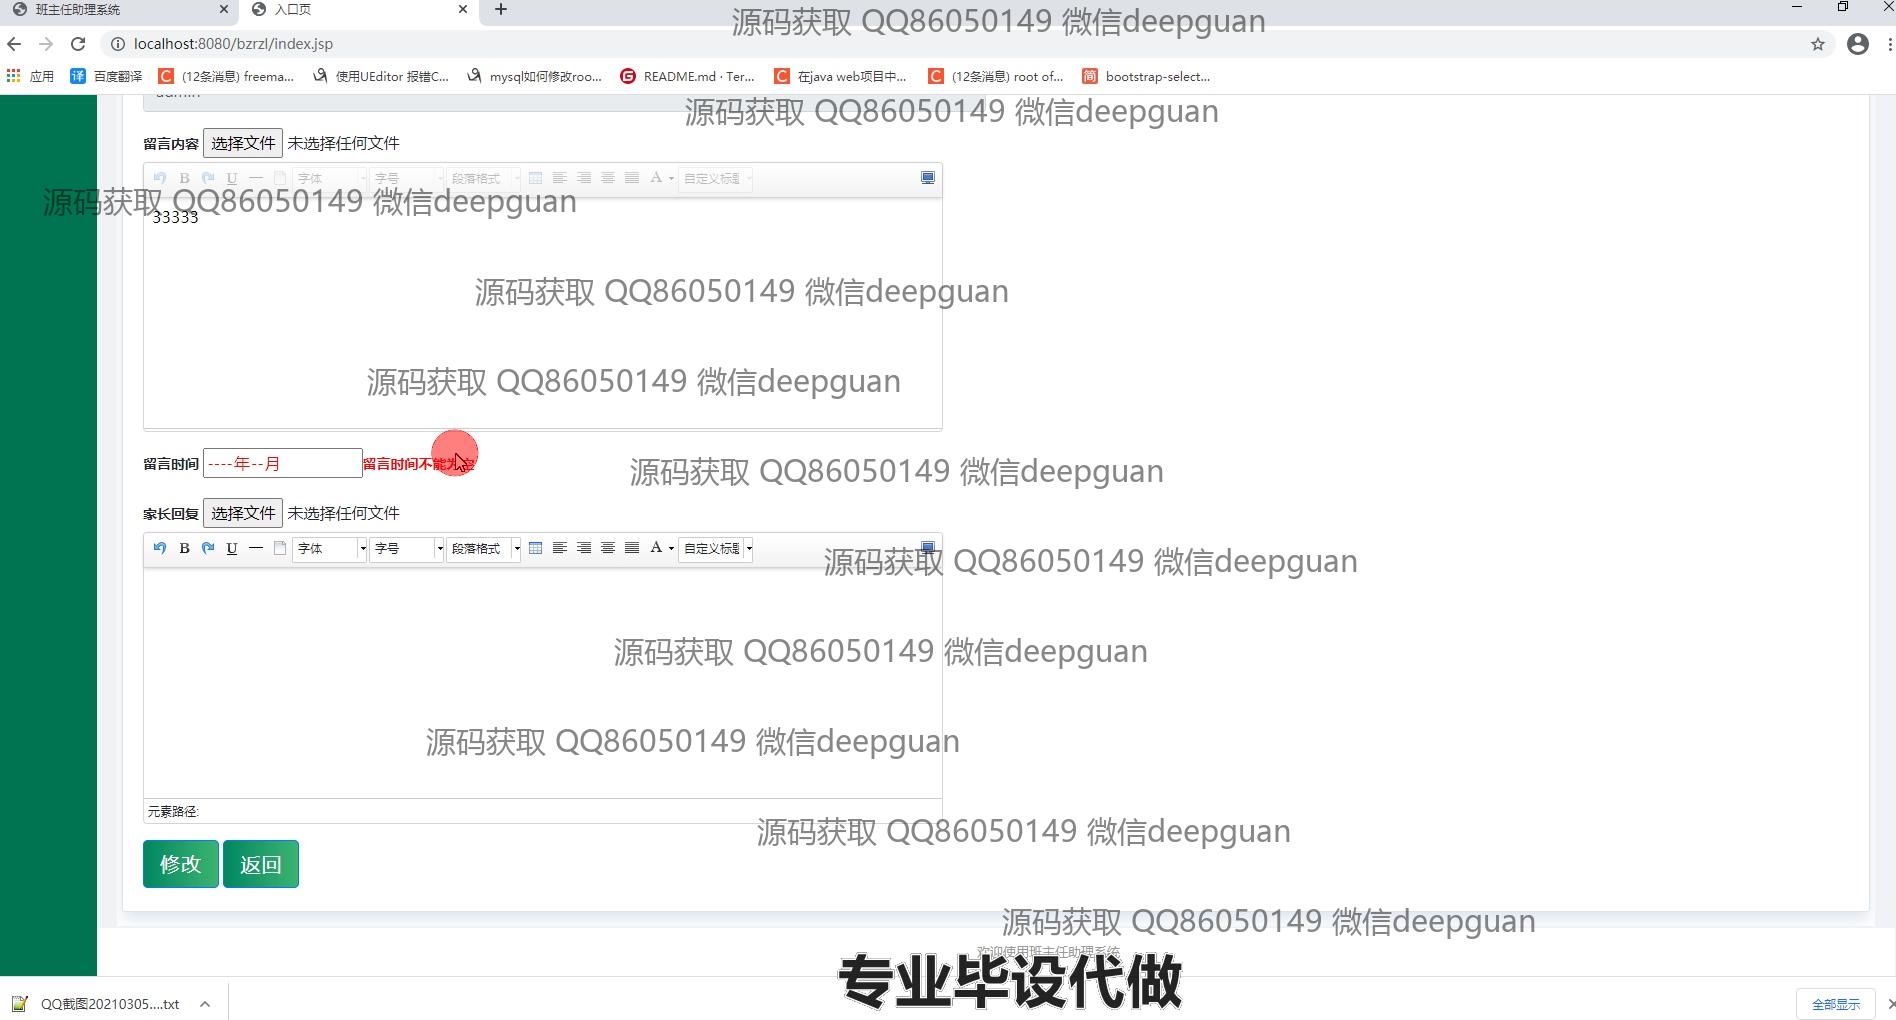 班主任助理系统
入口页
源码获取 QQ86050149 微信deepguan
localhost:8080/bzrzl/index.jsp
应用
百度翻译
(12条消息) freema...
使用UEditor 报错C...
mysql如何修改roo...
README.md · Ter...
在java web项目中...
(12条消息) root of...
bootstrap-select...
源码获取 QQ86050149 微信deepguan
留言内容 选择文件 未选择任何文件
B U 字体 字号 段落格式 A 自定义标题
源码获取 QQ86050149 微信deepguan
33333
源码获取 QQ86050149 微信deepguan
源码获取 QQ86050149 微信deepguan
留言时间 ----年--月 留言时间不能为空
源码获取 QQ86050149 微信deepguan
家长回复 选择文件 未选择任何文件
B U 字体 字号 段落格式 A 自定义标题
源码获取 QQ86050149 微信deepguan
源码获取 QQ86050149 微信deepguan
源码获取 QQ86050149 微信deepguan
元素路径:
源码获取 QQ86050149 微信deepguan
修改 返回
源码获取 QQ86050149 微信deepguan
欢迎使用班主任助理系统
专业毕设代做
QQ截图20210305....txt
全部显示